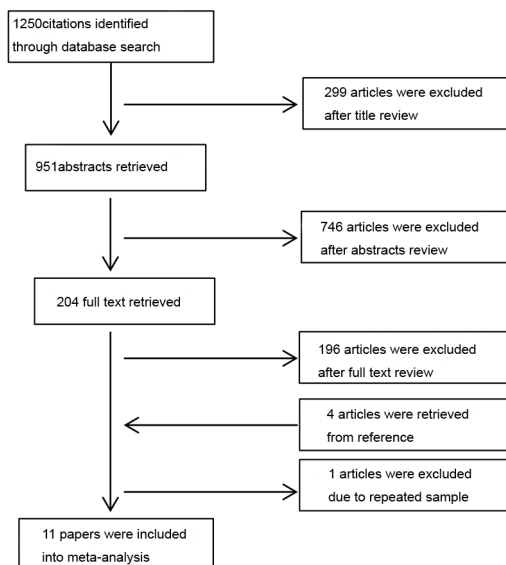 1250citations identified
through database search
299 articles were excluded
after title review
951abstracts retrieved
746 articles were excluded
after abstracts review
204 full text retrieved
196 articles were excluded
after full text review
4 articles were retrieved
from reference
1 articles were excluded
due to repeated sample
11 papers were included
into meta-analysis